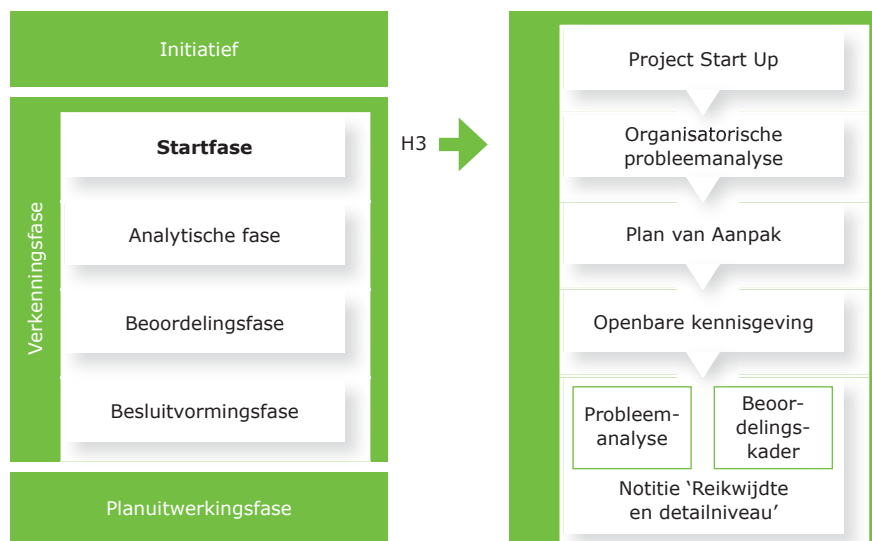 Initiatief
Verkenningsfase
Startfase
Analytische fase
Beoordelingsfase
Besluitvormingsfase
Planuitwerkingsfase
H3
Project Start Up
Organisatorische
probleemanalyse
Plan van Aanpak
Openbare kennisgeving
Probleem-
analyse
Beoor-
delings-
kader
Notitie ‘Reikwijdte
en detailniveau’